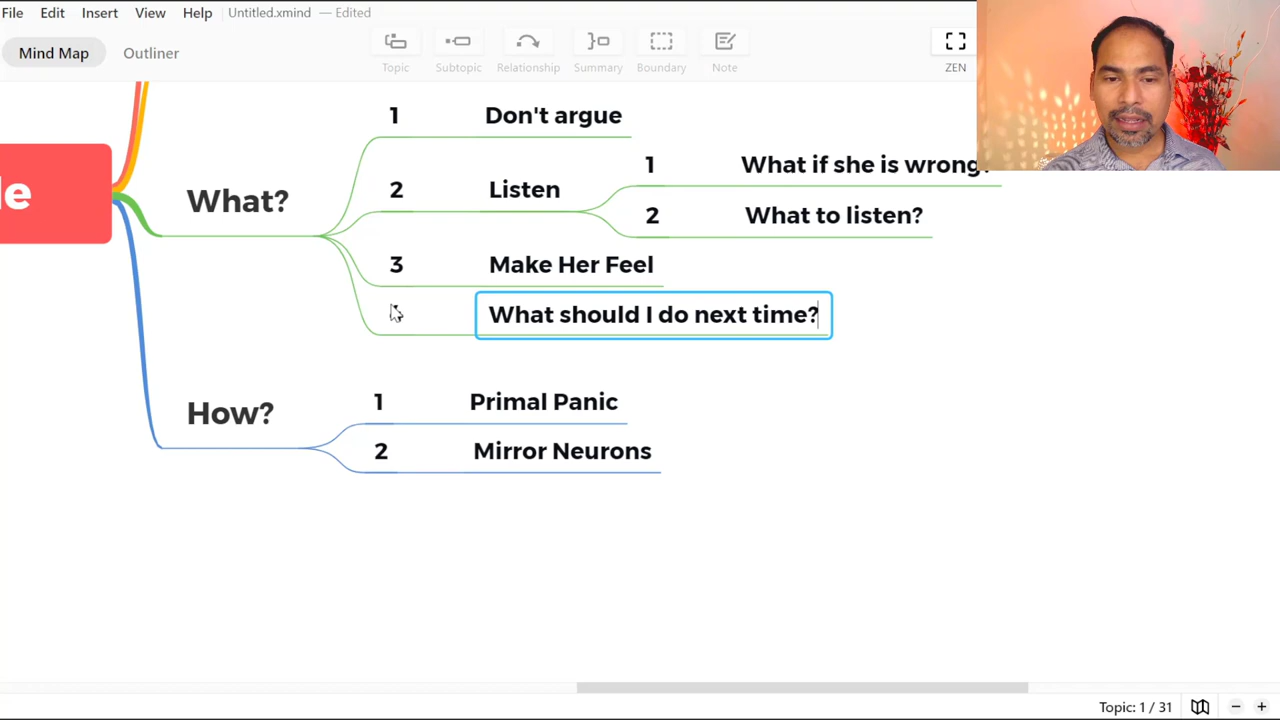 File Edit Insert View Help Untitled.xmind — Edited
Mind Map Outliner
Topic Subtopic Relationship Summary Boundary Note ZEN
1 Don't argue
1 What if she is wrong?
What? 2 Listen
2 What to listen?
3 Make Her Feel
What should I do next time?
How? 1 Primal Panic
2 Mirror Neurons
Topic: 1 / 31